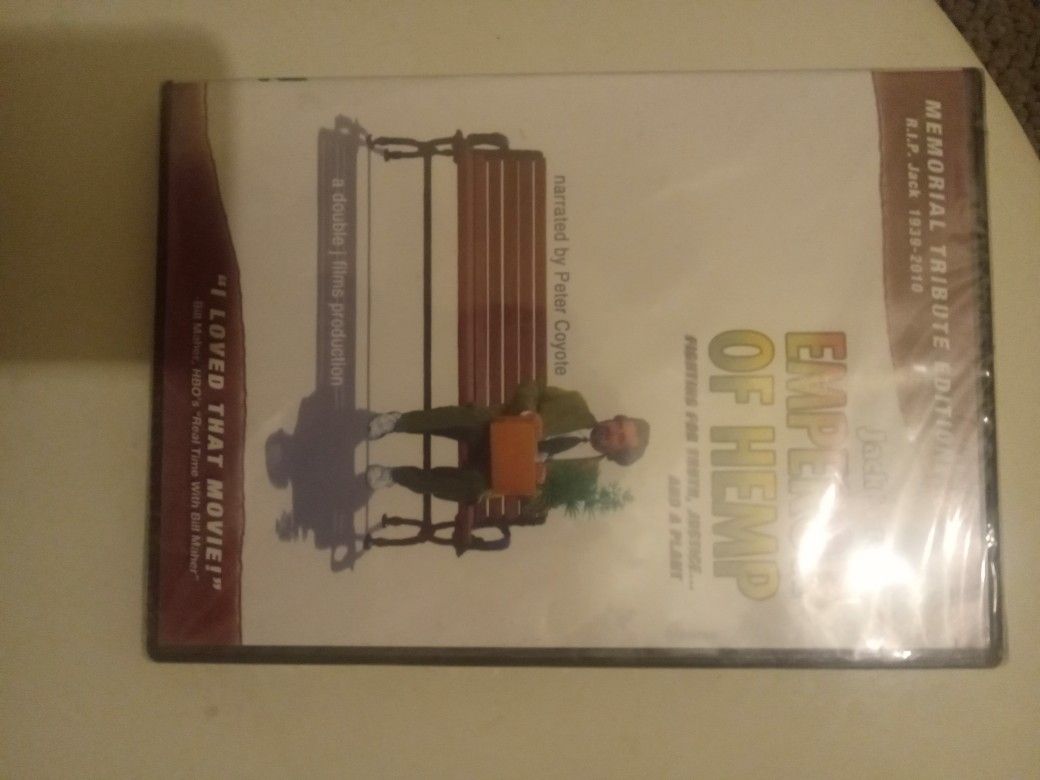 MEMORIAL TRIBUTE EDITION
R.I.P. Jack 1939-2010
Jack
EMPE
OF HEMP
FIGHTING FOR TRUTH, JUSTICE...
AND A PLANT
narrated by Peter Coyote
a double j films production
"I LOVED THAT MOVIE!"
Bill Maher, HBO's "Real Time With Bill Maher"